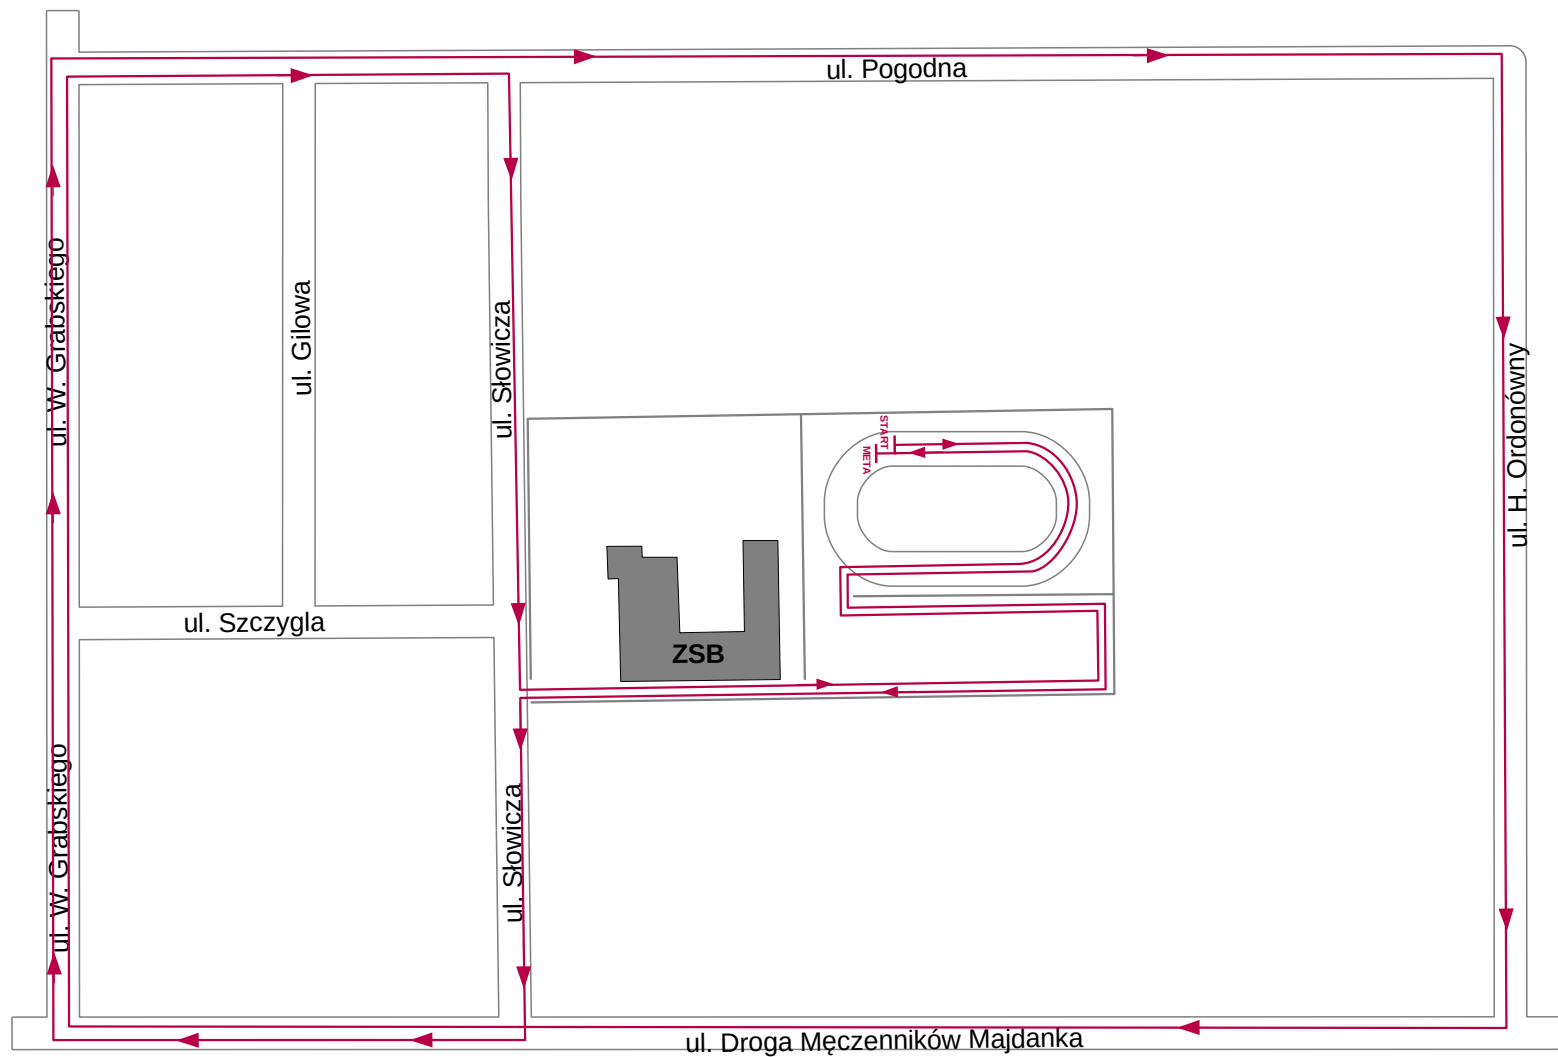 ul. Pogodna
ul. W. Grabskiego
ul. Gilowa
ul. Słowicza
ul. H. Ordonówny
START
META
ul. Szczygla
ZSB
ul. W. Grabskiego
ul. Słowicza
ul. Droga Męczenników Majdanka